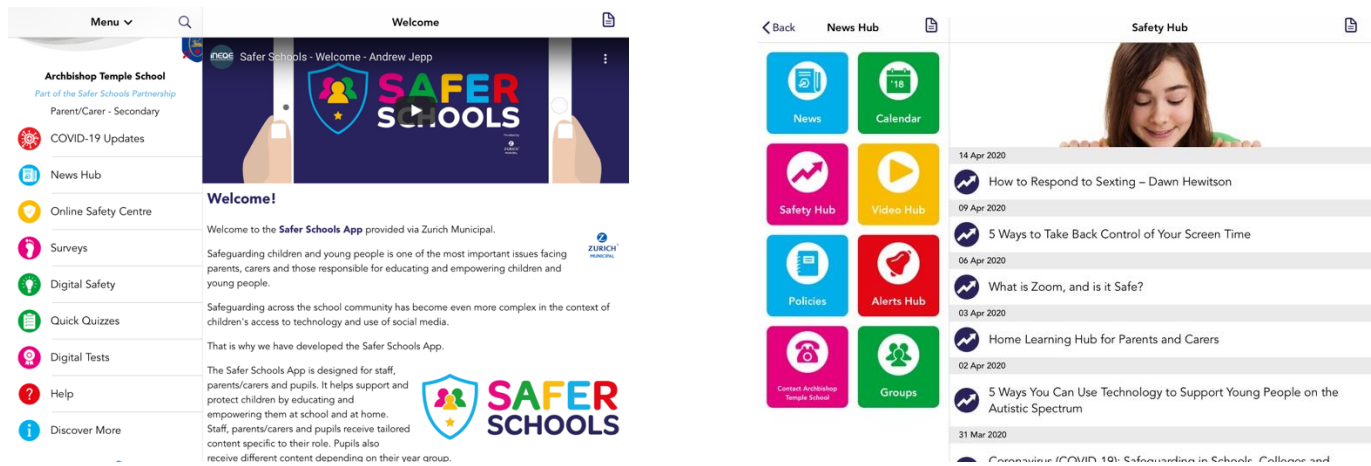 Menu
Welcome
Archbishop Temple School
Part of the Safer Schools Partnership
Parent/Carer - Secondary
COVID-19 Updates
News Hub
Online Safety Centre
Surveys
Digital Safety
Quick Quizzes
Digital Tests
Help
Discover More
INEQE
Safer Schools - Welcome - Andrew Jepp
SAFER
SCHOOLS
ZURICH
MUNICIPAL
Welcome!
Welcome to the Safer Schools App provided via Zurich Municipal.
ZURICH
MUNICIPAL
Safeguarding children and young people is one of the most important issues facing
parents, carers and those responsible for educating and empowering children and
young people.
Safeguarding across the school community has become even more complex in the context of
children's access to technology and use of social media.
That is why we have developed the Safer Schools App.
The Safer Schools App is designed for staff,
parents/carers and pupils. It helps support and
protect children by educating and
empowering them at school and at home.
Staff, parents/carers and pupils receive tailored
content specific to their role. Pupils also
receive different content depending on their year group.
SAFER
SCHOOLS
Back
News Hub
Safety Hub
News
'18
Calendar
Safety Hub
Video Hub
Policies
Alerts Hub
Contact Archbishop
Temple School
Groups
14 Apr 2020
How to Respond to Sexting – Dawn Hewitson
09 Apr 2020
5 Ways to Take Back Control of Your Screen Time
06 Apr 2020
What is Zoom, and is it Safe?
03 Apr 2020
Home Learning Hub for Parents and Carers
02 Apr 2020
5 Ways You Can Use Technology to Support Young People on the
Autistic Spectrum
31 Mar 2020
Coronavirus (COVID-19): Safeguarding in Schools, Colleges and